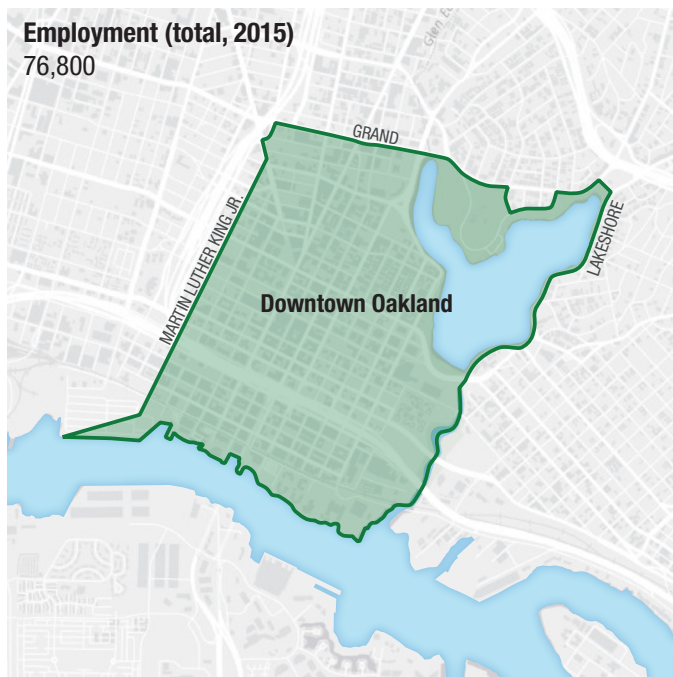 Employment (total, 2015)
76,800
GRAND
MARTIN LUTHER KING JR.
LAKESHORE
Downtown Oakland